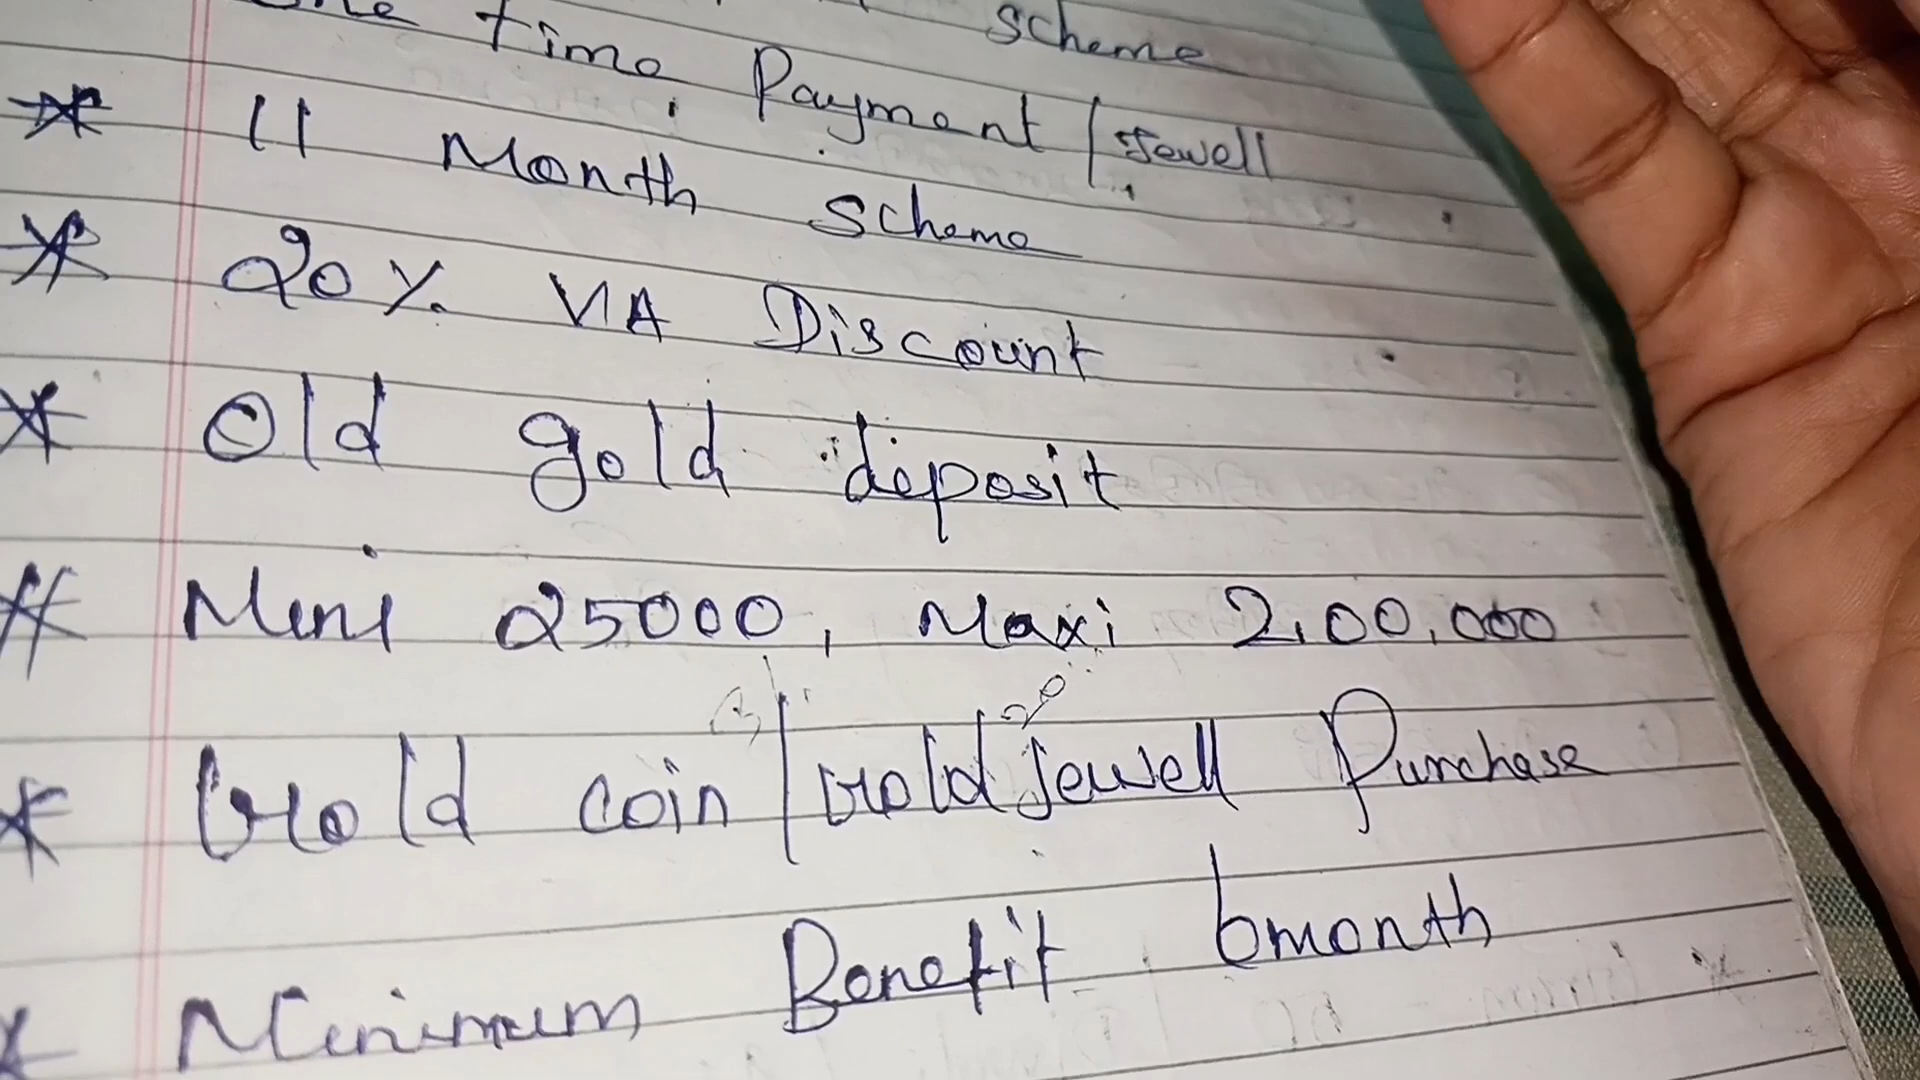 scheme
time Payment / Jewell
* 11 Month scheme
* 20% VA Discount
* Old gold deposit
* Mini 25000, Maxi 2,00,000
* Gold coin / Gold Jewell Purchase
* Minimum Benefit 6month